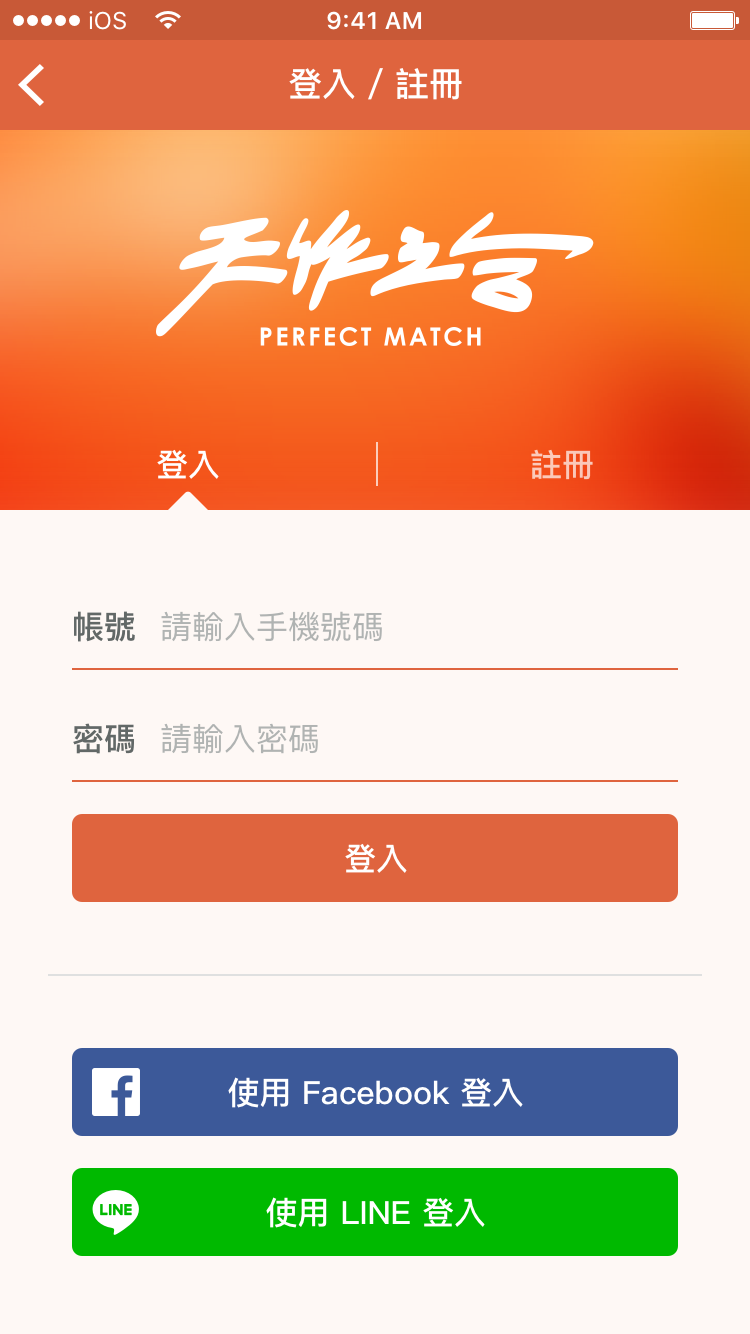 iOS 9:41 AM
登入 / 註冊
天作之合
PERFECT MATCH
登入 註冊
帳號 請輸入手機號碼
密碼 請輸入密碼
登入
使用 Facebook 登入
LINE 使用 LINE 登入